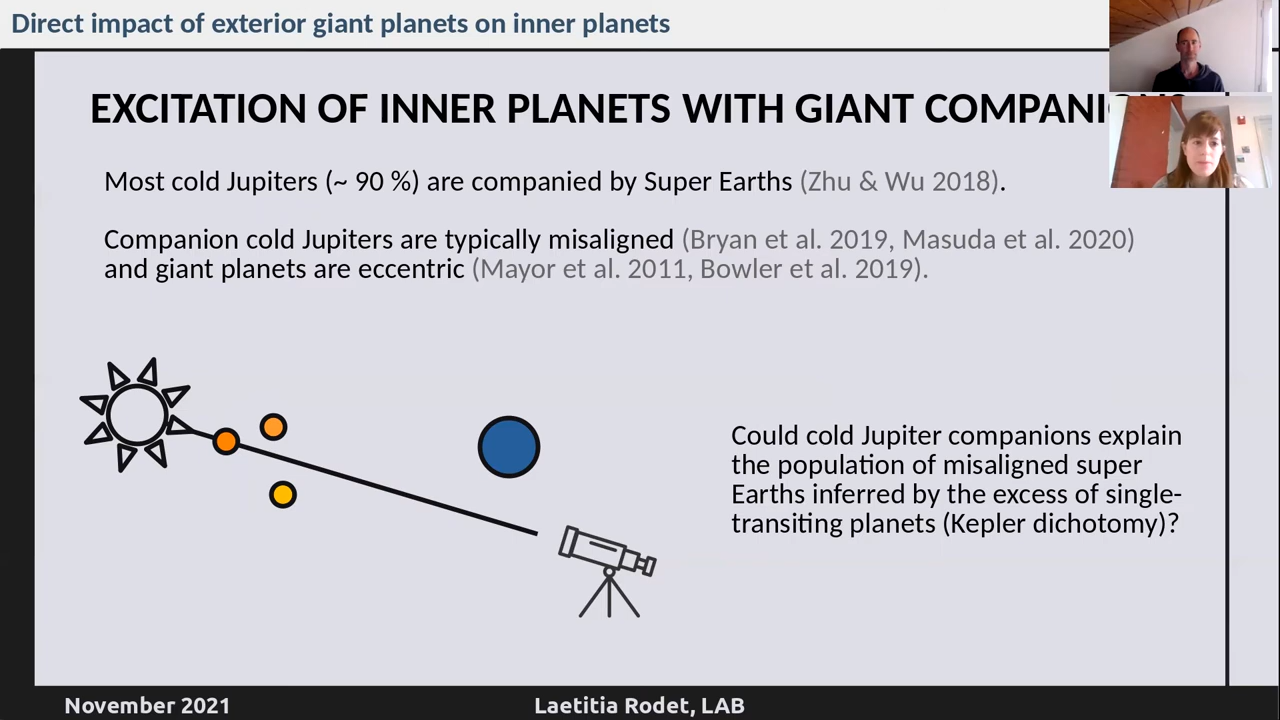 Direct impact of exterior giant planets on inner planets
EXCITATION OF INNER PLANETS WITH GIANT
Most cold Jupiters (~ 90 %) are companied by Super Earths (Zhu & Wu 2018).
Companion cold Jupiters are typically misaligned (Bryan et al. 2019, Masuda et al. 2020)
and giant planets are eccentric (Mayor et al. 2011, Bowler et al. 2019).
Could cold Jupiter companions explain
the population of misaligned super
Earths inferred by the excess of single-
transiting planets (Kepler dichotomy)?
November 2021
Laetitia Rodet, LAB